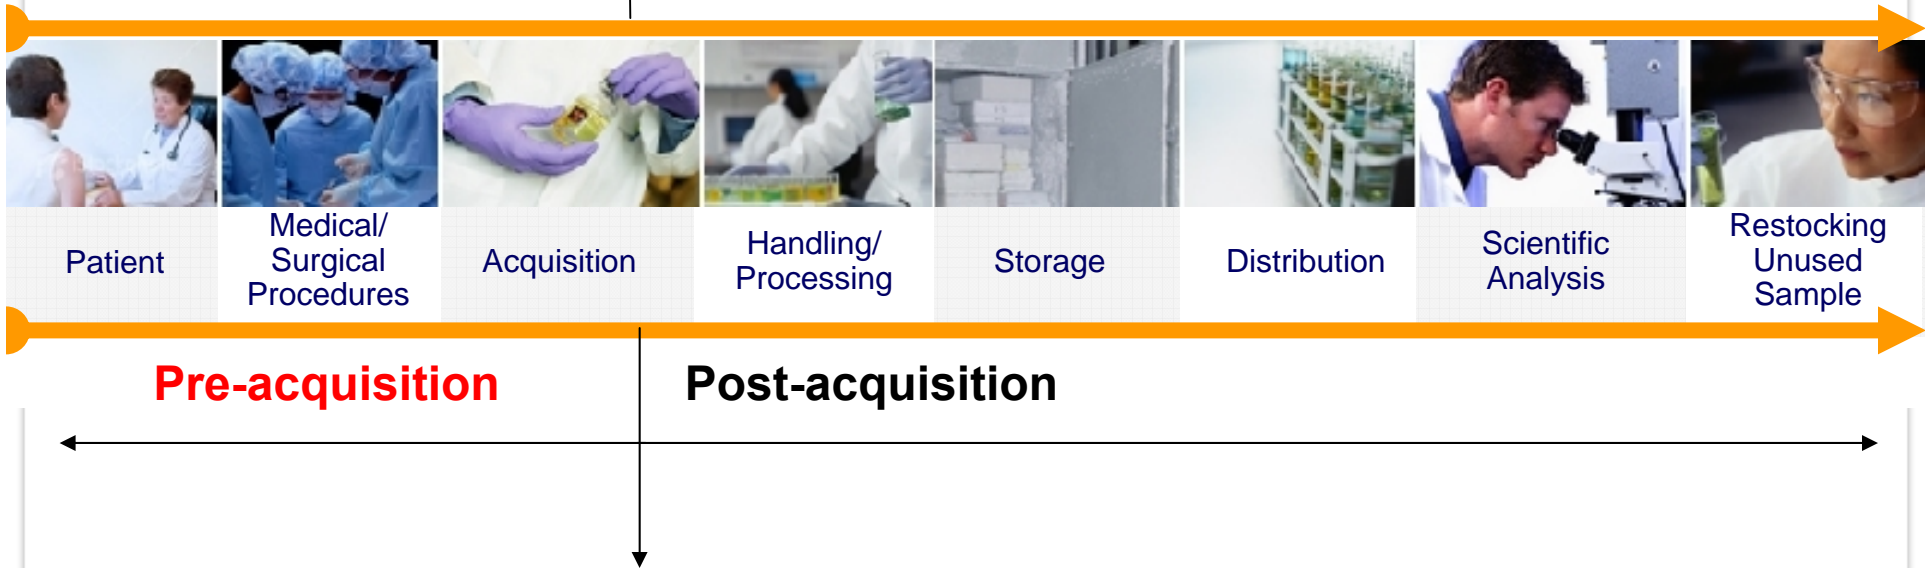 Patient
Medical/
Surgical
Procedures
Acquisition
Handling/
Processing
Storage
Distribution
Scientific
Analysis
Restocking
Unused
Sample
Pre-acquisition
Post-acquisition